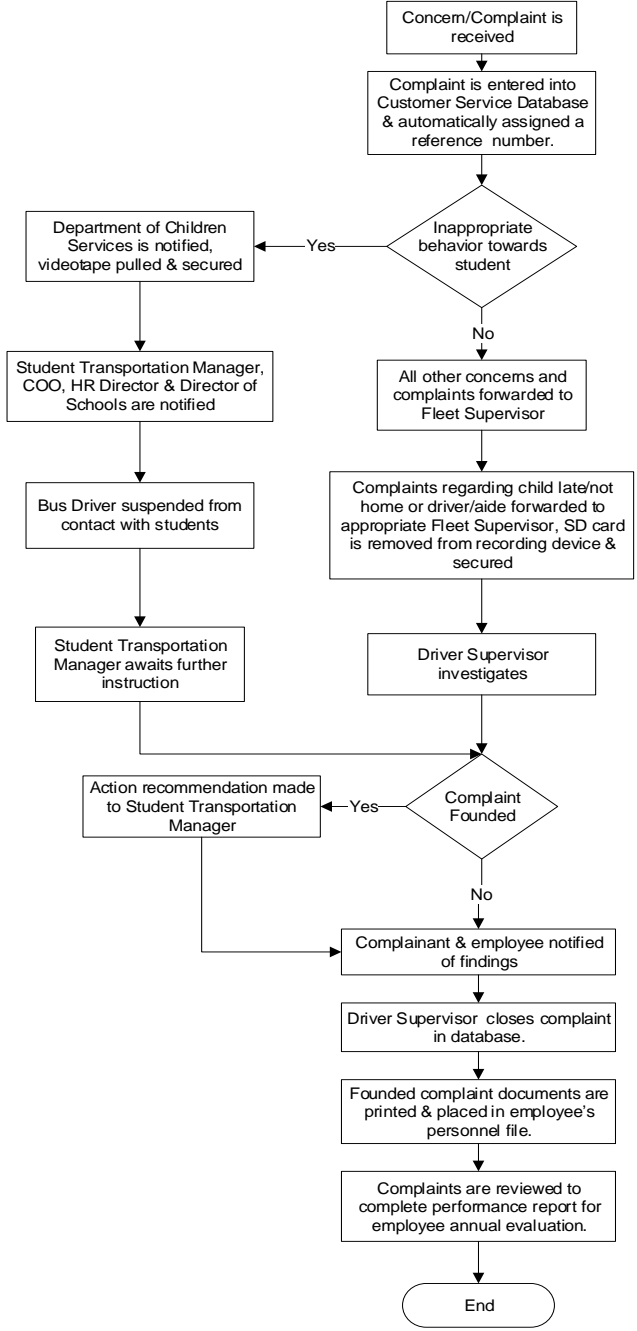 Concern/Complaint is
received
Complaint is entered into
Customer Service Database
& automatically assigned a
reference number.
Inappropriate
behavior towards
student
Yes
Department of Children
Services is notified,
videotape pulled & secured
No
Student Transportation Manager,
COO, HR Director & Director of
Schools are notified
All other concerns and
complaints forwarded to
Fleet Supervisor
Bus Driver suspended from
contact with students
Complaints regarding child late/not
home or driver/aide forwarded to
appropriate Fleet Supervisor, SD card
is removed from recording device &
secured
Student Transportation
Manager awaits further
instruction
Driver Supervisor
investigates
Complaint
Founded
Yes
Action recommendation made
to Student Transportation
Manager
No
Complainant & employee notified
of findings
Driver Supervisor closes complaint
in database.
Founded complaint documents are
printed & placed in employee's
personnel file.
Complaints are reviewed to
complete performance report for
employee annual evaluation.
End